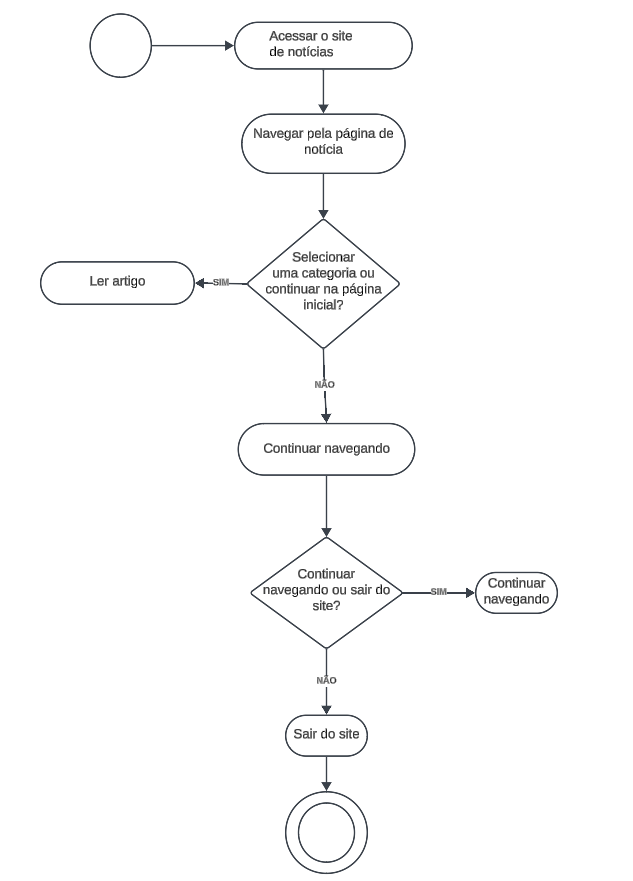 Acessar o site
de notícias
Navegar pela página de
notícia
Selecionar
uma categoria ou
continuar na página
inicial?
SIM
Ler artigo
NÃO
Continuar navegando
Continuar
navegando ou sair do
site?
SIM
Continuar
navegando
NÃO
Sair do site